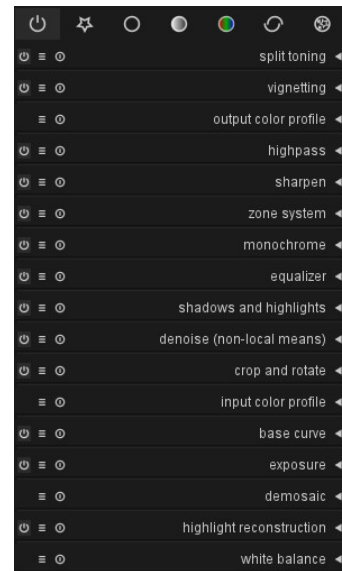 split toning
vignetting
output color profile
highpass
sharpen
zone system
monochrome
equalizer
shadows and highlights
denoise (non-local means)
crop and rotate
input color profile
base curve
exposure
demosaic
highlight reconstruction
white balance